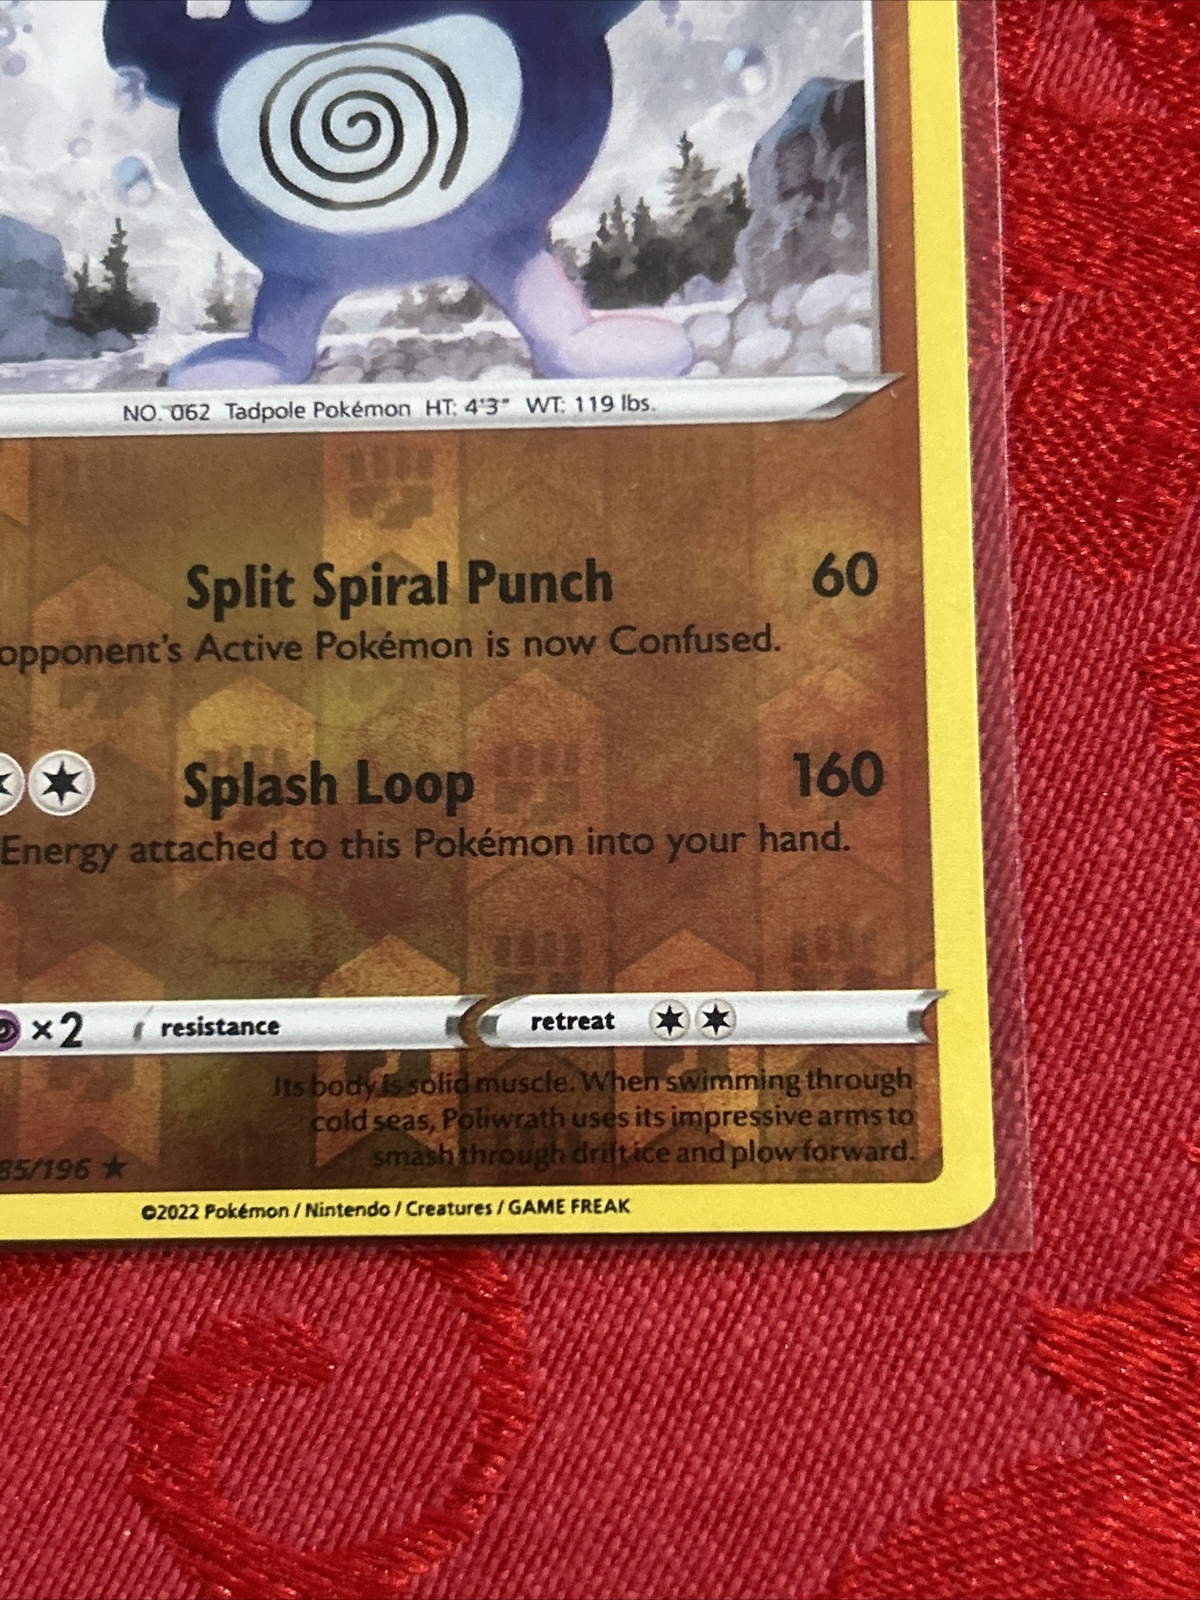 NO. 062 Tadpole Pokémon HT: 4'3" WT: 119 lbs.
Split Spiral Punch 60
opponent's Active Pokémon is now Confused.
Splash Loop 160
Energy attached to this Pokémon into your hand.
×2 resistance retreat
Its body is solid muscle. When swimming through
cold seas, Poliwrath uses its impressive arms to
smash through drift ice and plow forward.
85/196
©2022 Pokémon / Nintendo / Creatures / GAME FREAK